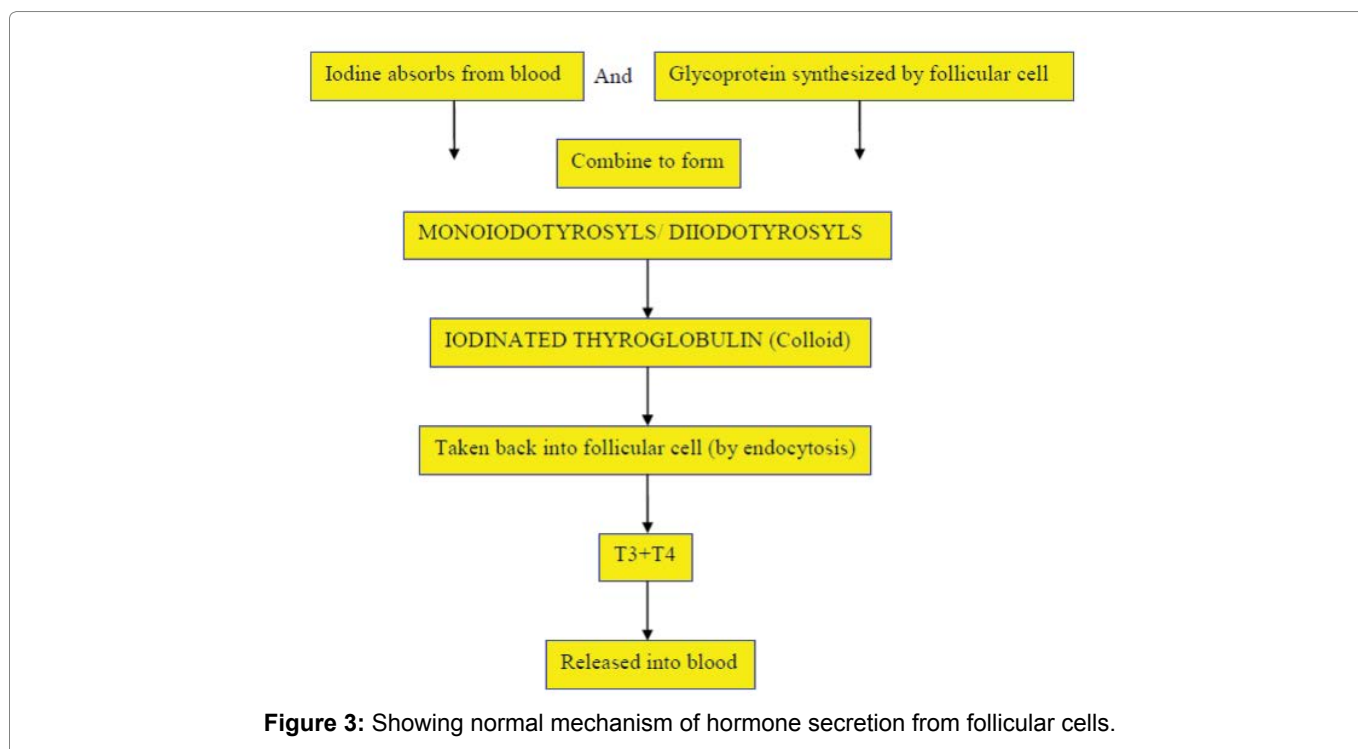 Iodine absorbs from blood And Glycoprotein synthesized by follicular cell
Combine to form
MONOIODOTYROSYLS/ DIIODOTYROSYLS
IODINATED THYROGLOBULIN (Colloid)
Taken back into follicular cell (by endocytosis)
T3+T4
Released into blood
Figure 3: Showing normal mechanism of hormone secretion from follicular cells.